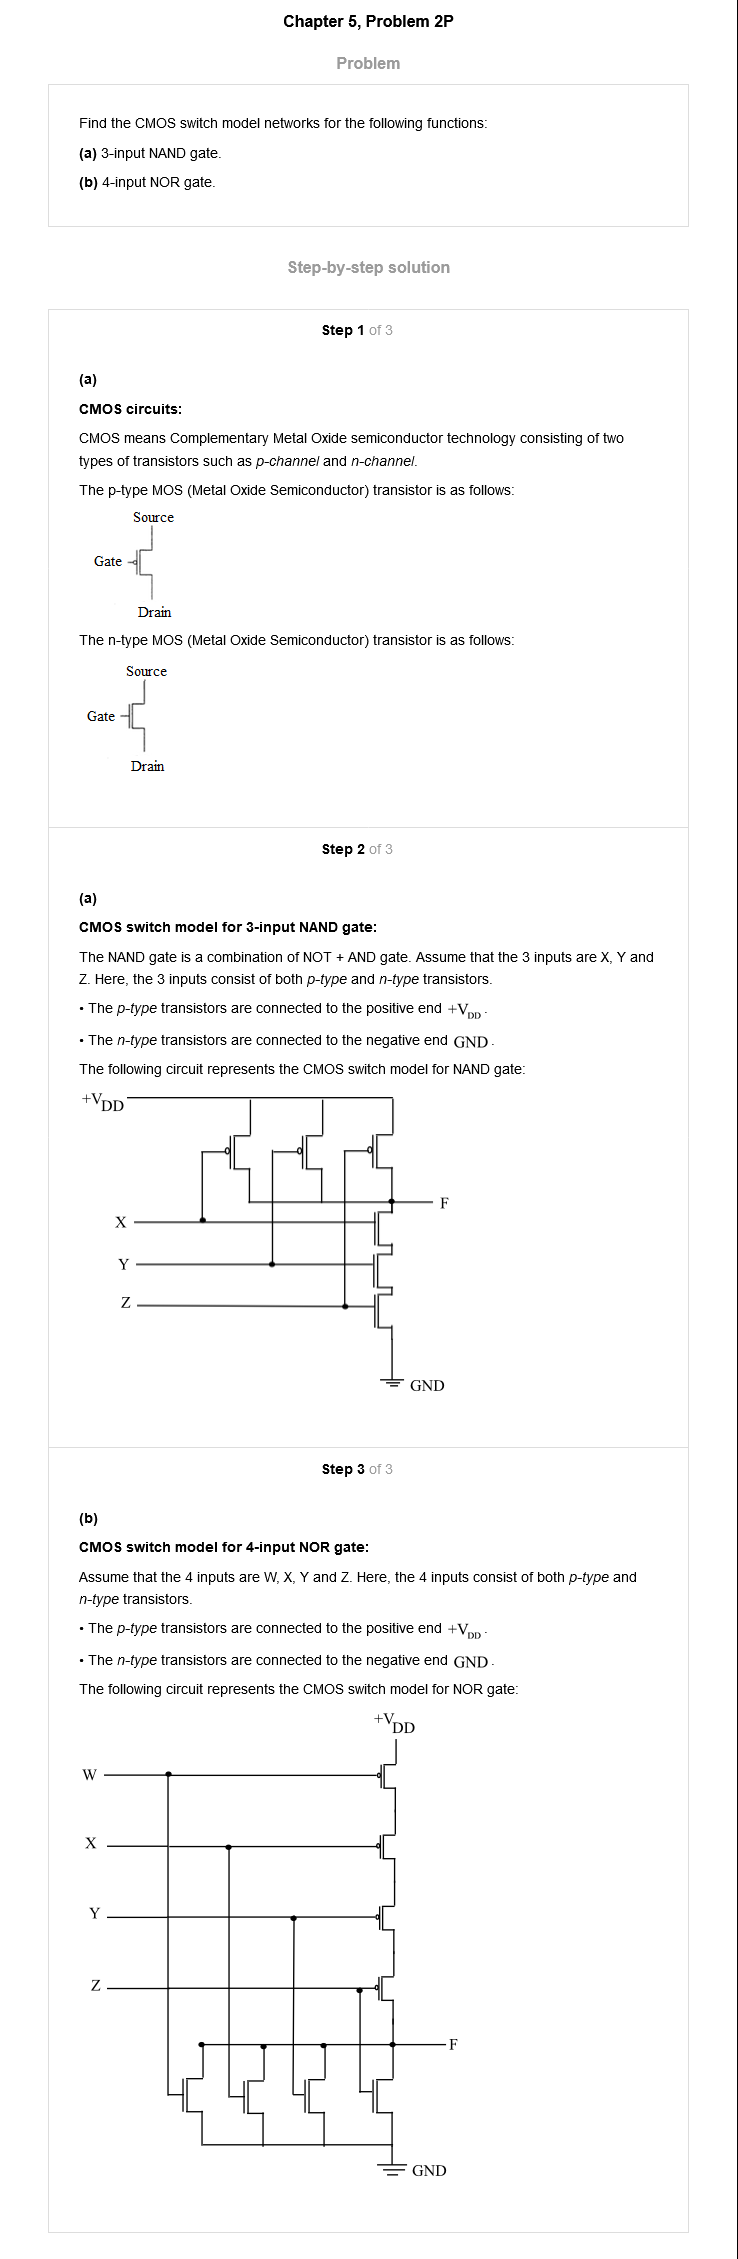 Chapter 5, Problem 2P
Problem
Find the CMOS switch model networks for the following functions:
(a) 3-input NAND gate.
(b) 4-input NOR gate.
Step-by-step solution
Step 1 of 3
(a)
CMOS circuits:
CMOS means Complementary Metal Oxide semiconductor technology consisting of two
types of transistors such as p-channel and n-channel.
The p-type MOS (Metal Oxide Semiconductor) transistor is as follows:
Source
Gate
Drain
The n-type MOS (Metal Oxide Semiconductor) transistor is as follows:
Source
Gate
Drain
Step 2 of 3
(a)
CMOS switch model for 3-input NAND gate:
The NAND gate is a combination of NOT + AND gate. Assume that the 3 inputs are X, Y and
Z. Here, the 3 inputs consist of both p-type and n-type transistors.
• The p-type transistors are connected to the positive end +VDD.
• The n-type transistors are connected to the negative end GND.
The following circuit represents the CMOS switch model for NAND gate:
+VDD
F
X
Y
Z
GND
Step 3 of 3
(b)
CMOS switch model for 4-input NOR gate:
Assume that the 4 inputs are W, X, Y and Z. Here, the 4 inputs consist of both p-type and
n-type transistors.
• The p-type transistors are connected to the positive end +VDD.
• The n-type transistors are connected to the negative end GND.
The following circuit represents the CMOS switch model for NOR gate:
+VDD
W
X
Y
Z
F
GND